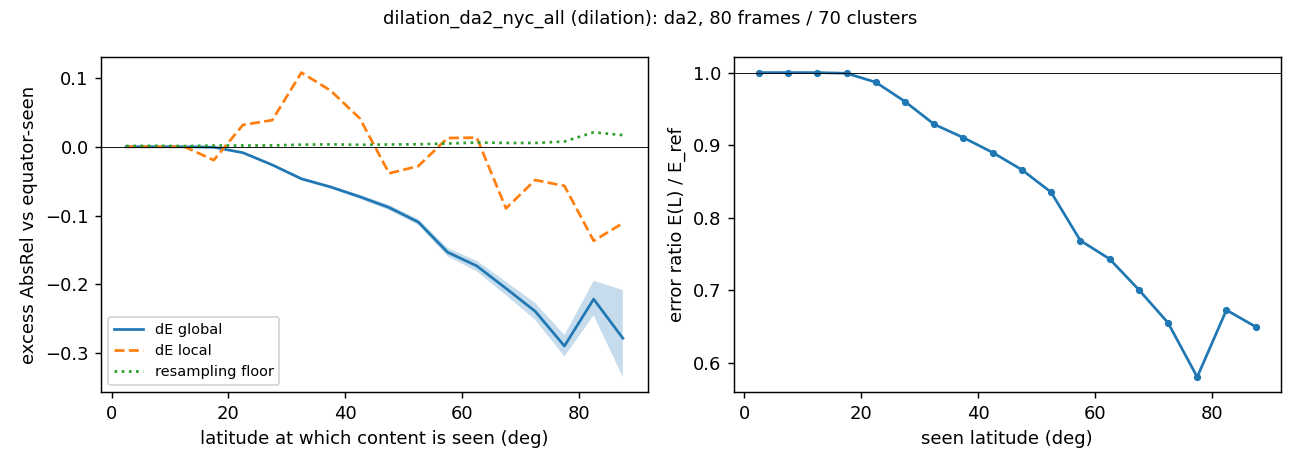 dilation_da2_nyc_all (dilation): da2, 80 frames / 70 clusters
excess AbsRel vs equator-seen
0.1
0.0
−0.1
−0.2
−0.3
dE global
dE local
resampling floor
0 20 40 60 80
latitude at which content is seen (deg)
error ratio E(L) / E_ref
1.0
0.9
0.8
0.7
0.6
0 20 40 60 80
seen latitude (deg)